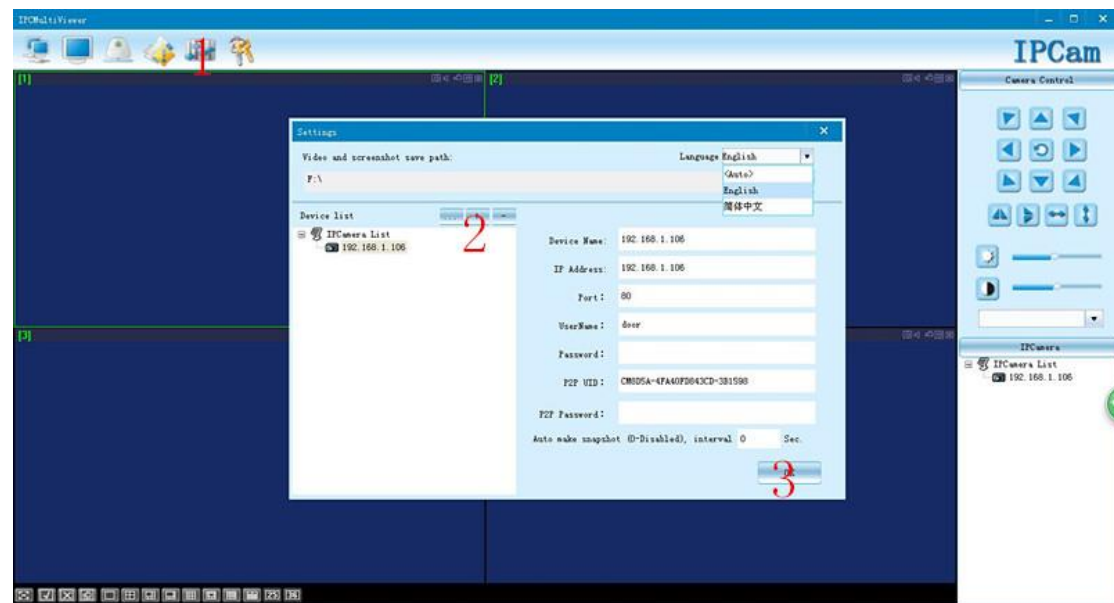 IPCMultiViewer
IPCam
1
[1]
[2]
Camera Control
Settings
Video and screenshot save path:
Language English
F:\
<Auto>
English
简体中文
Device list
2
IPCamera List
192.168.1.106
Device Name: 192.168.1.106
IP Address: 192.168.1.106
Port: 80
UserName: door
Password:
P2P UID:
P2P Password:
Auto make snapshot (0-Disabled), interval 0 Sec.
3
[3]
IPCamera
IPCamera List
192.168.1.106
25
36